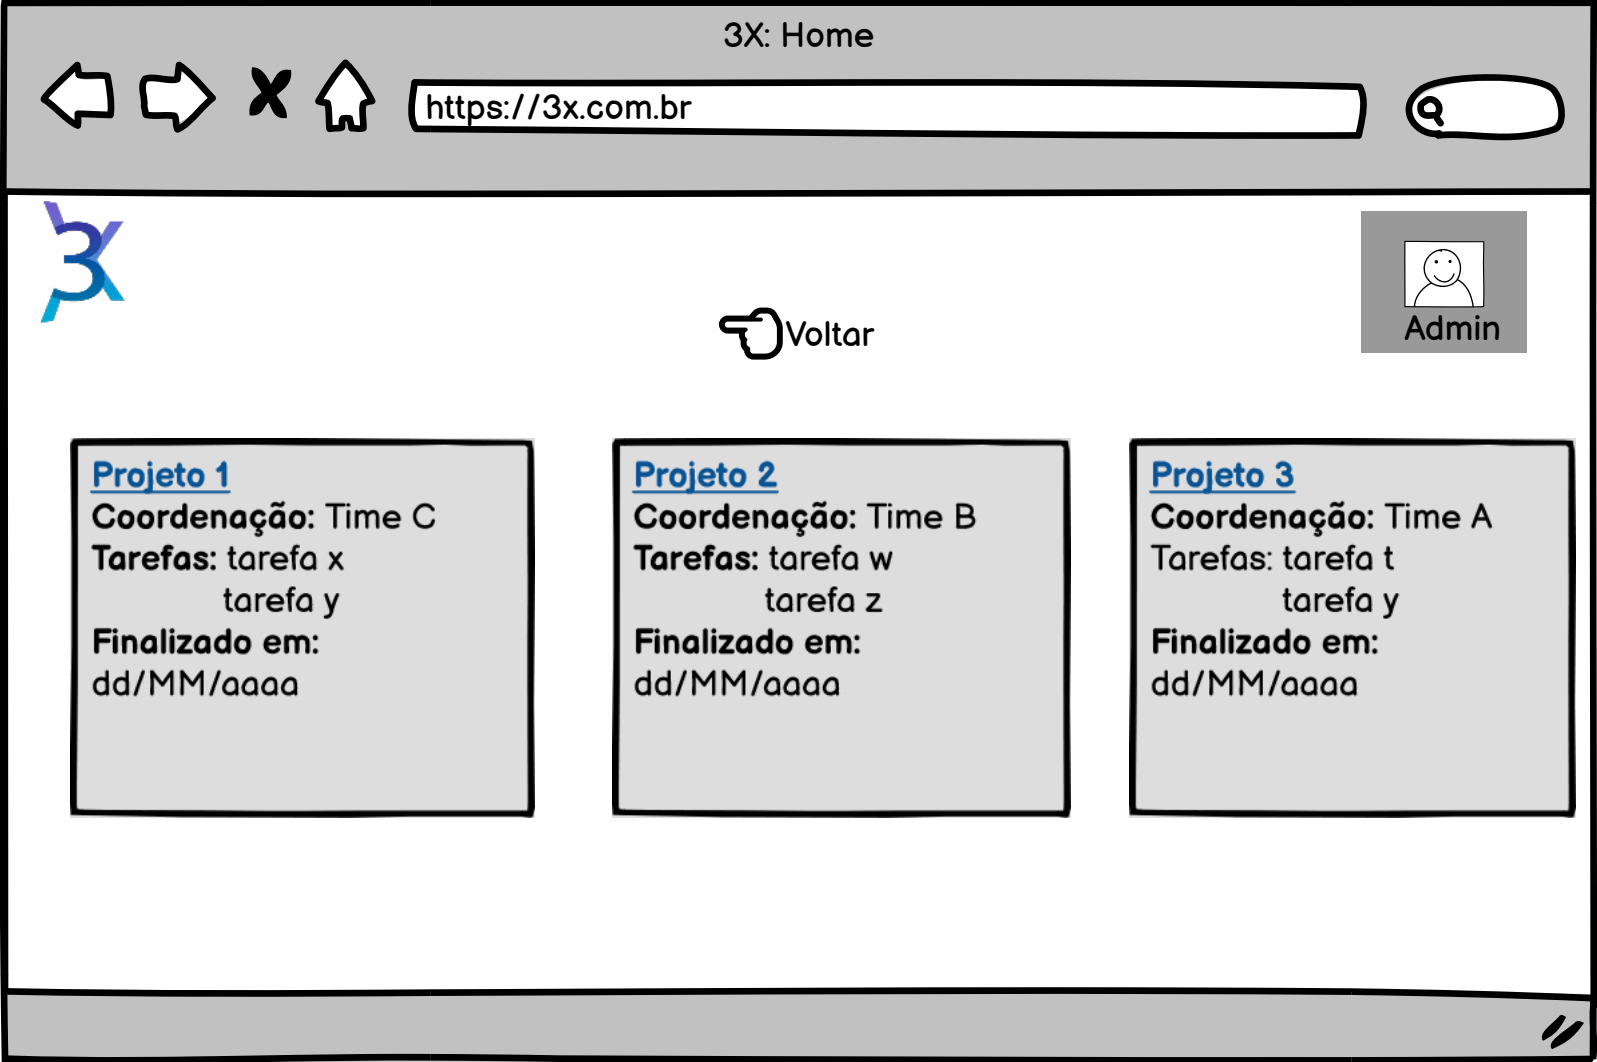 3X: Home
https://3x.com.br
3X
Admin
Voltar
Projeto 1
Coordenação: Time C
Tarefas: tarefa x
tarefa y
Finalizado em:
dd/MM/aaaa
Projeto 2
Coordenação: Time B
Tarefas: tarefa w
tarefa z
Finalizado em:
dd/MM/aaaa
Projeto 3
Coordenação: Time A
Tarefas: tarefa t
tarefa y
Finalizado em:
dd/MM/aaaa